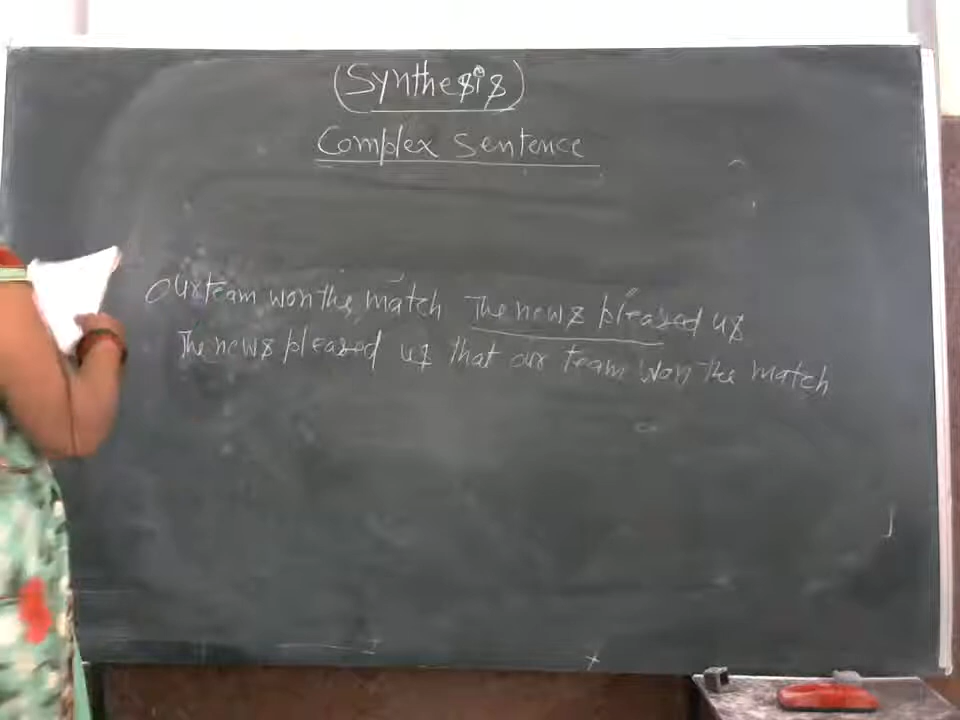 (Synthesis)
Complex Sentence
Our team won the match The news pleased us
The news pleased us that our team won the match